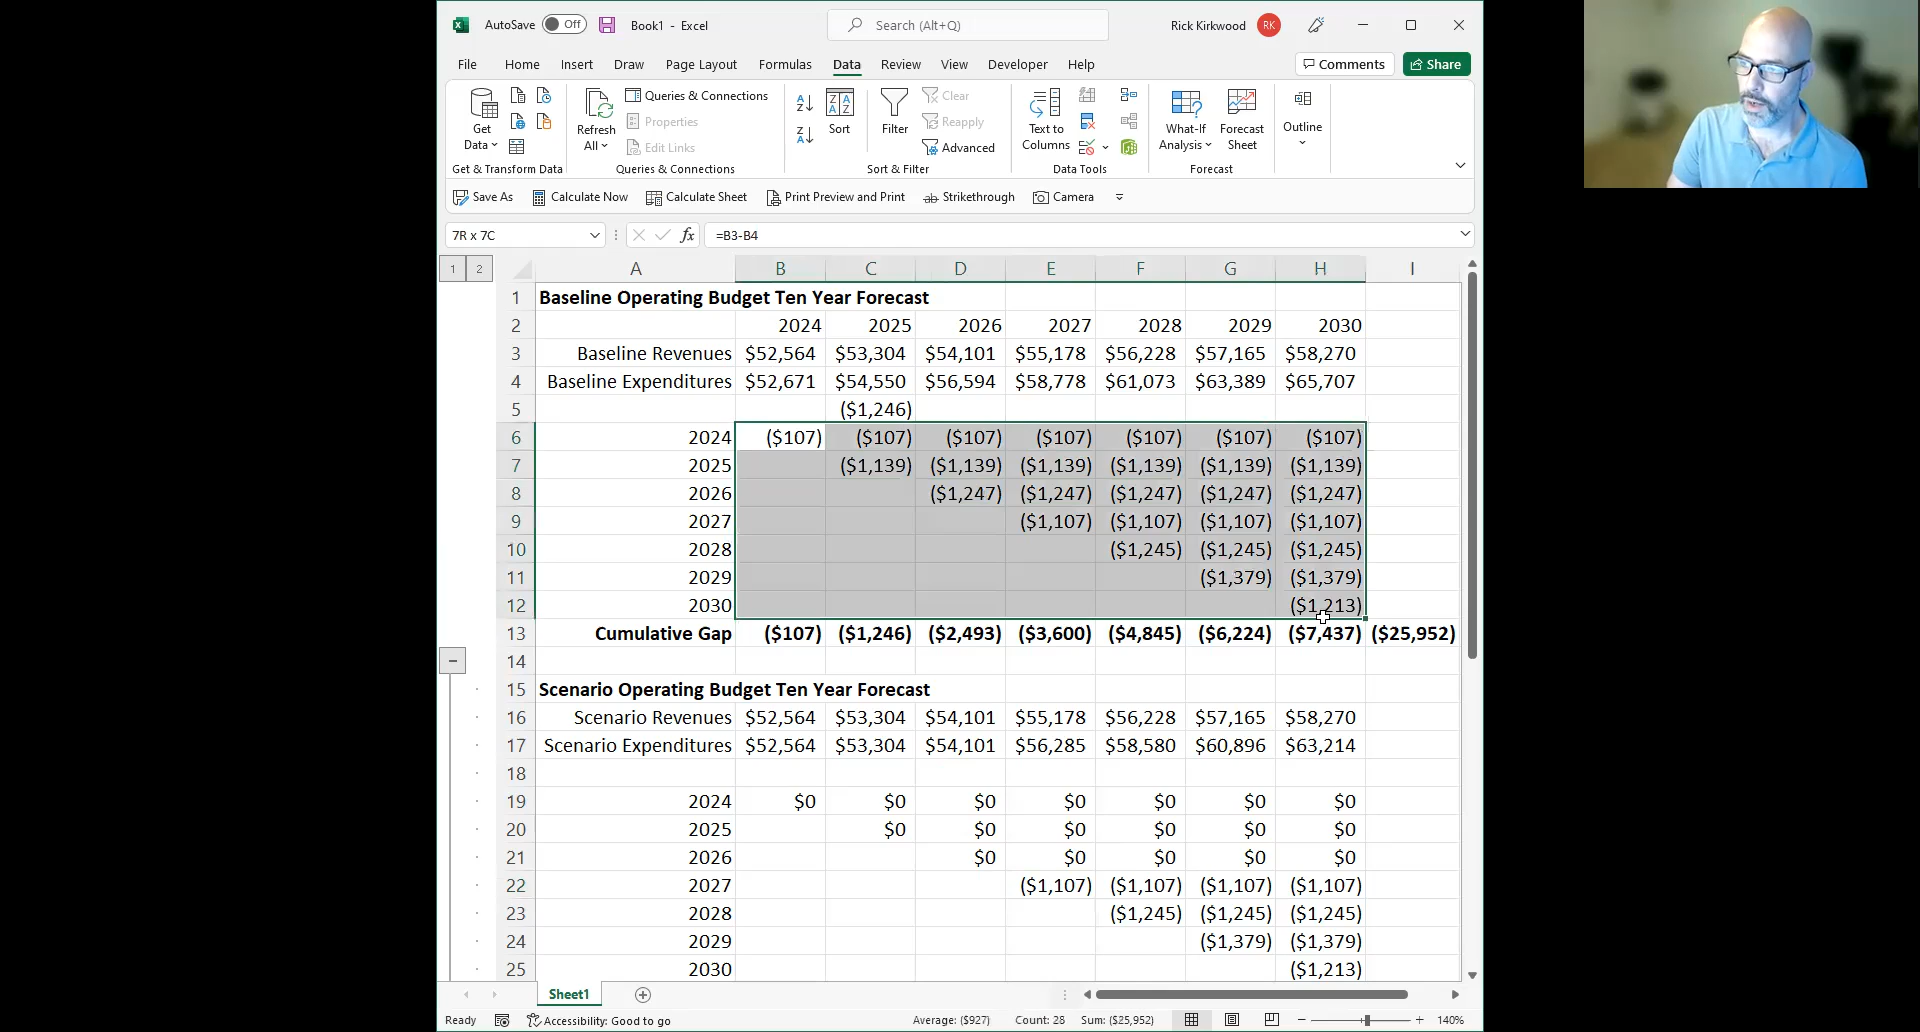 AutoSave Off Book1 - Excel Search (Alt+Q) Rick Kirkwood RK
File Home Insert Draw Page Layout Formulas Data Review View Developer Help Comments Share
Get Data
Refresh All
Queries & Connections
Properties
Edit Links
Sort
Filter
Clear
Reapply
Advanced
Text to Columns
What-If Analysis
Forecast Sheet
Outline
Get & Transform Data Queries & Connections Sort & Filter Data Tools Forecast
Save As Calculate Now Calculate Sheet Print Preview and Print ab Strikethrough Camera
7R x 7C fx =B3-B4
1 2 A B C D E F G H I
1 Baseline Operating Budget Ten Year Forecast
2 2024 2025 2026 2027 2028 2029 2030
3 Baseline Revenues $52,564 $53,304 $54,101 $55,178 $56,228 $57,165 $58,270
4 Baseline Expenditures $52,671 $54,550 $56,594 $58,778 $61,073 $63,389 $65,707
5 ($1,246)
6 2024 ($107) ($107) ($107) ($107) ($107) ($107) ($107)
7 2025 ($1,139) ($1,139) ($1,139) ($1,139) ($1,139) ($1,139)
8 2026 ($1,247) ($1,247) ($1,247) ($1,247) ($1,247)
9 2027 ($1,107) ($1,107) ($1,107) ($1,107)
10 2028 ($1,245) ($1,245) ($1,245)
11 2029 ($1,379) ($1,379)
12 2030 ($1,213)
13 Cumulative Gap ($107) ($1,246) ($2,493) ($3,600) ($4,845) ($6,224) ($7,437) ($25,952)
14
15 Scenario Operating Budget Ten Year Forecast
16 Scenario Revenues $52,564 $53,304 $54,101 $55,178 $56,228 $57,165 $58,270
17 Scenario Expenditures $52,564 $53,304 $54,101 $56,285 $58,580 $60,896 $63,214
18
19 2024 $0 $0 $0 $0 $0 $0 $0
20 2025 $0 $0 $0 $0 $0 $0
21 2026 $0 $0 $0 $0 $0
22 2027 ($1,107) ($1,107) ($1,107) ($1,107)
23 2028 ($1,245) ($1,245) ($1,245)
24 2029 ($1,379) ($1,379)
25 2030 ($1,213)
Sheet1
Ready Accessibility: Good to go Average: ($927) Count: 28 Sum: ($25,952) 140%